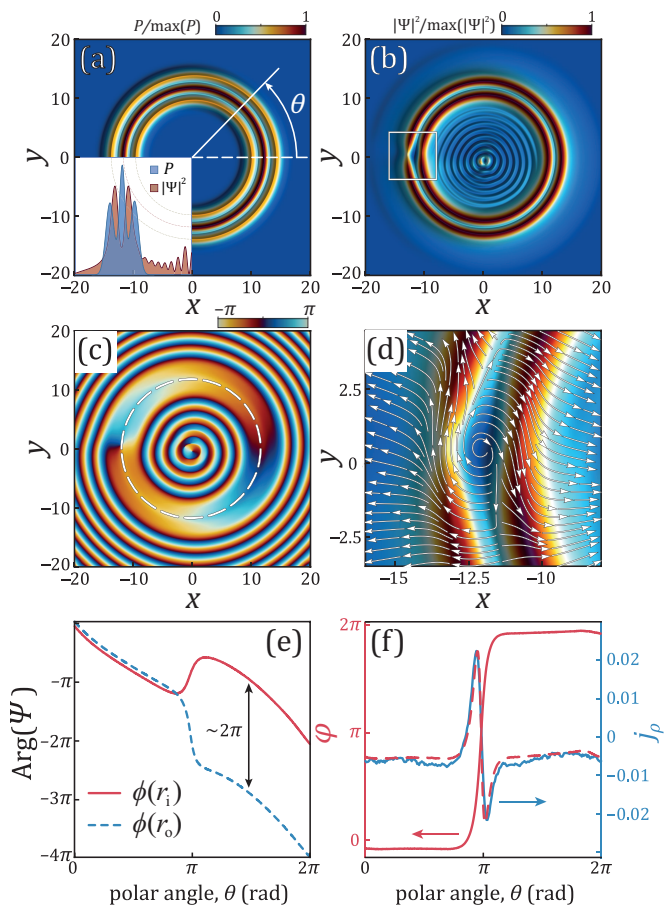 P/max(P) 0 1 |Ψ|²/max(|Ψ|²) 0 1
(a) (b)
20 20
10 10
y 0 θ y 0
−10 −10
P
|Ψ|²
−20 −20
−20 −10 0 10 20 −20 −10 0 10 20
x x
−π π
(c) (d)
20
10 2.5
y 0 y 0
−10 −2.5
−20
−20 −10 0 10 20 −15 −12.5 −10
x x
(e) (f)
Arg(Ψ) −π −2π −3π −4π
~2π
ϕ(rᵢ)
ϕ(rₒ)
0 π 2π
polar angle, θ (rad)
φ 2π π 0
0.02 0.01 0 −0.01 −0.02 jρ
0 π 2π
polar angle, θ (rad)